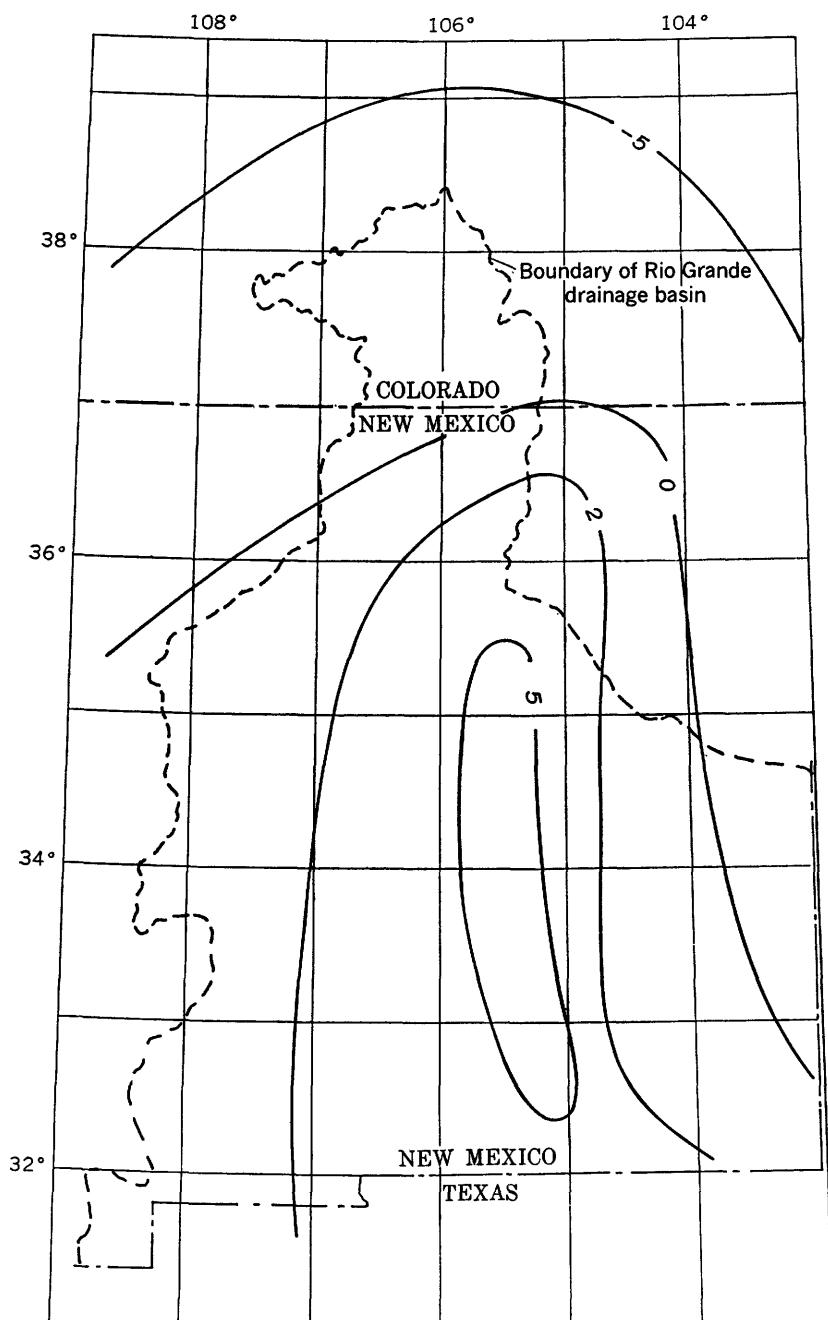 108° 106° 104°
-5
38°
Boundary of Rio Grande
drainage basin
COLORADO
NEW MEXICO
0
2
36°
5
34°
32°
NEW MEXICO
TEXAS